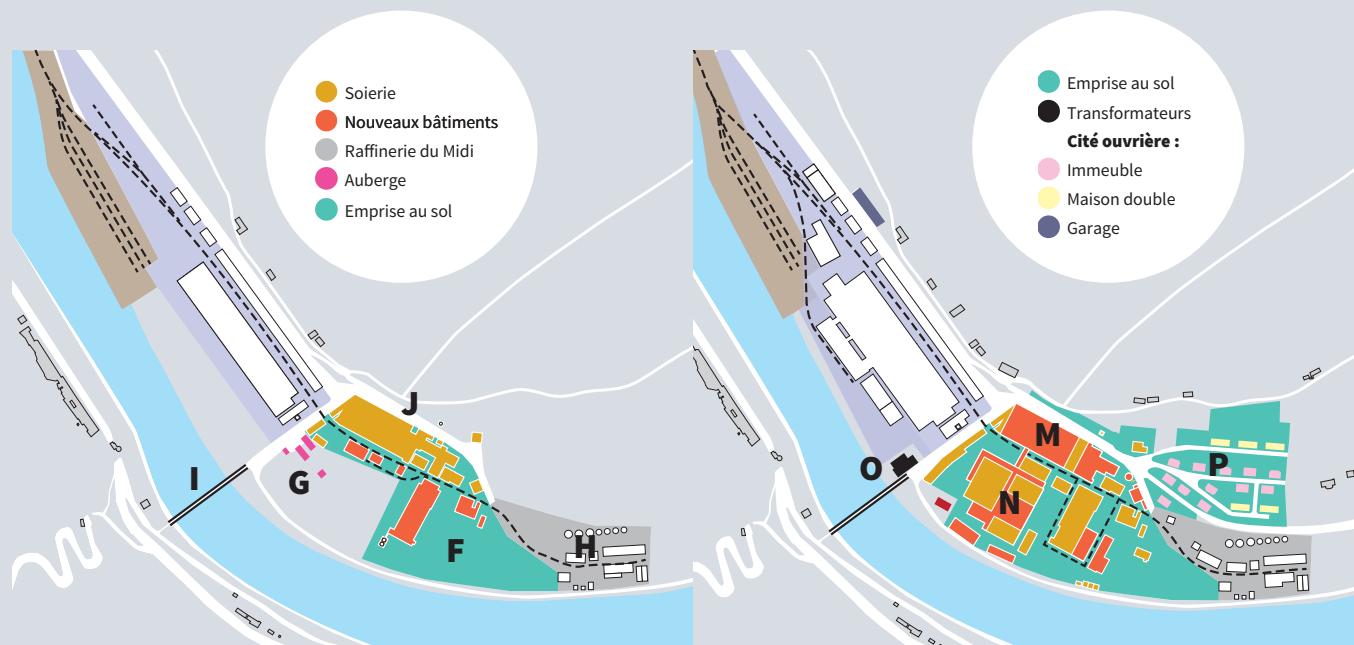 Soierie
Nouveaux bâtiments
Raffinerie du Midi
Auberge
Emprise au sol
J
I
G
F
H
Emprise au sol
Transformateurs
Cité ouvrière :
Immeuble
Maison double
Garage
M
O
P
N